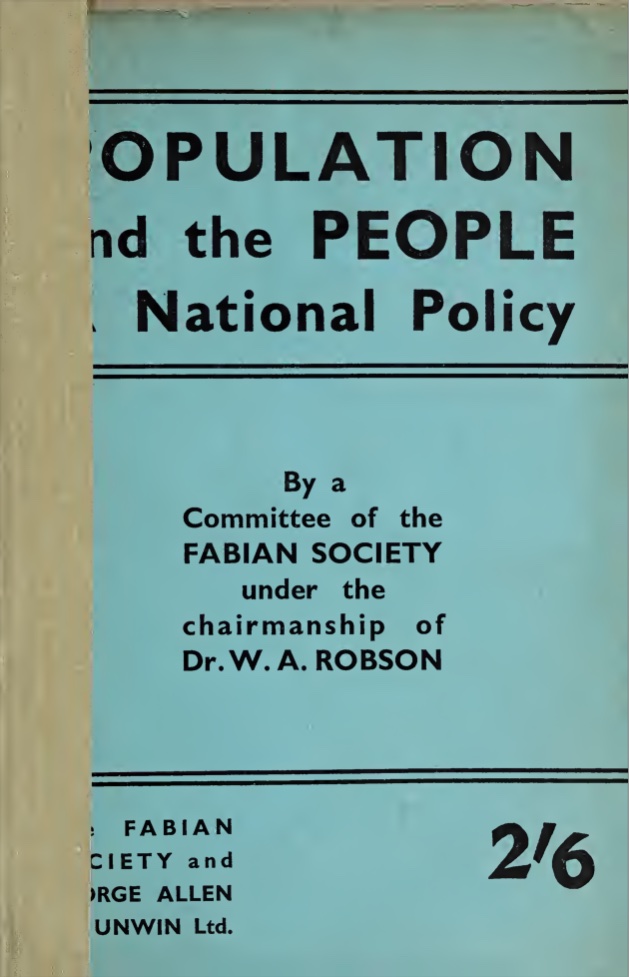 OPULATION
nd the PEOPLE
National Policy
By a
Committee of the
FABIAN SOCIETY
under the
chairmanship of
Dr. W. A. ROBSON
FABIAN
CIETY and
ORGE ALLEN
UNWIN Ltd.
2'/6